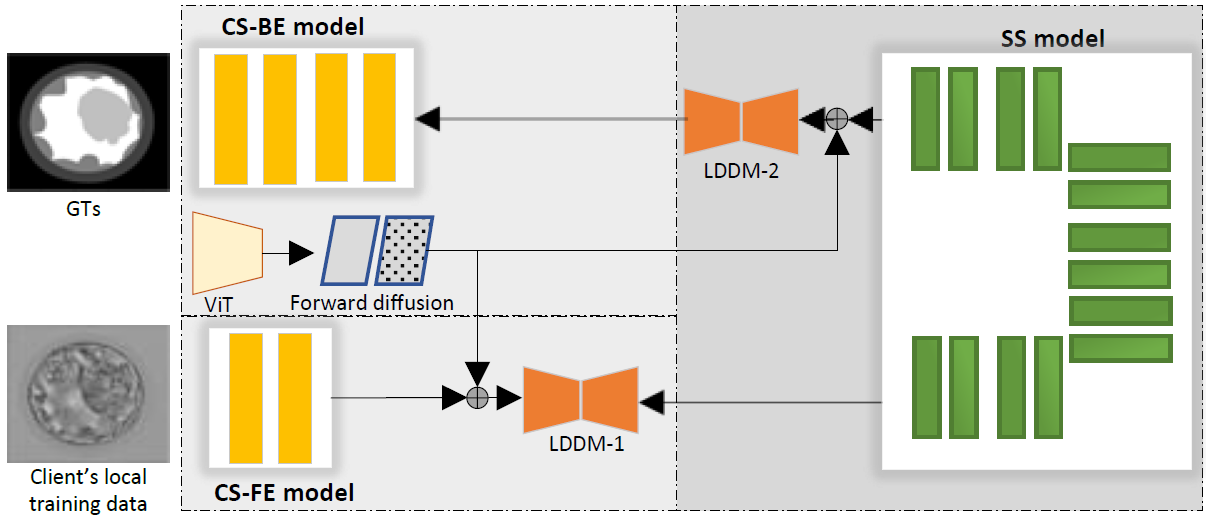 CS-BE model
SS model
GTs
LDDM-2
ViT
Forward diffusion
LDDM-1
Client's local
training data
CS-FE model